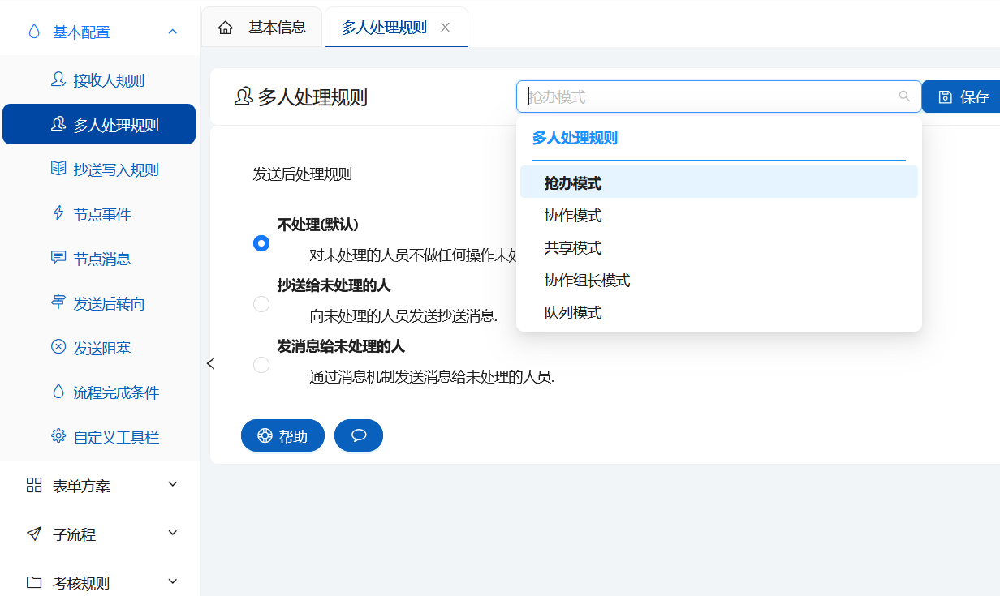 基本配置
接收人规则
多人处理规则
抄送写入规则
节点事件
节点消息
发送后转向
发送阻塞
流程完成条件
自定义工具栏
表单方案
子流程
考核规则
基本信息
多人处理规则
多人处理规则
抢办模式
保存
多人处理规则
抢办模式
协作模式
共享模式
协作组长模式
队列模式
发送后处理规则
不处理(默认)
对未处理的人员不做任何操作未处
抄送给未处理的人
向未处理的人员发送抄送消息.
发消息给未处理的人
通过消息机制发送消息给未处理的人员.
帮助